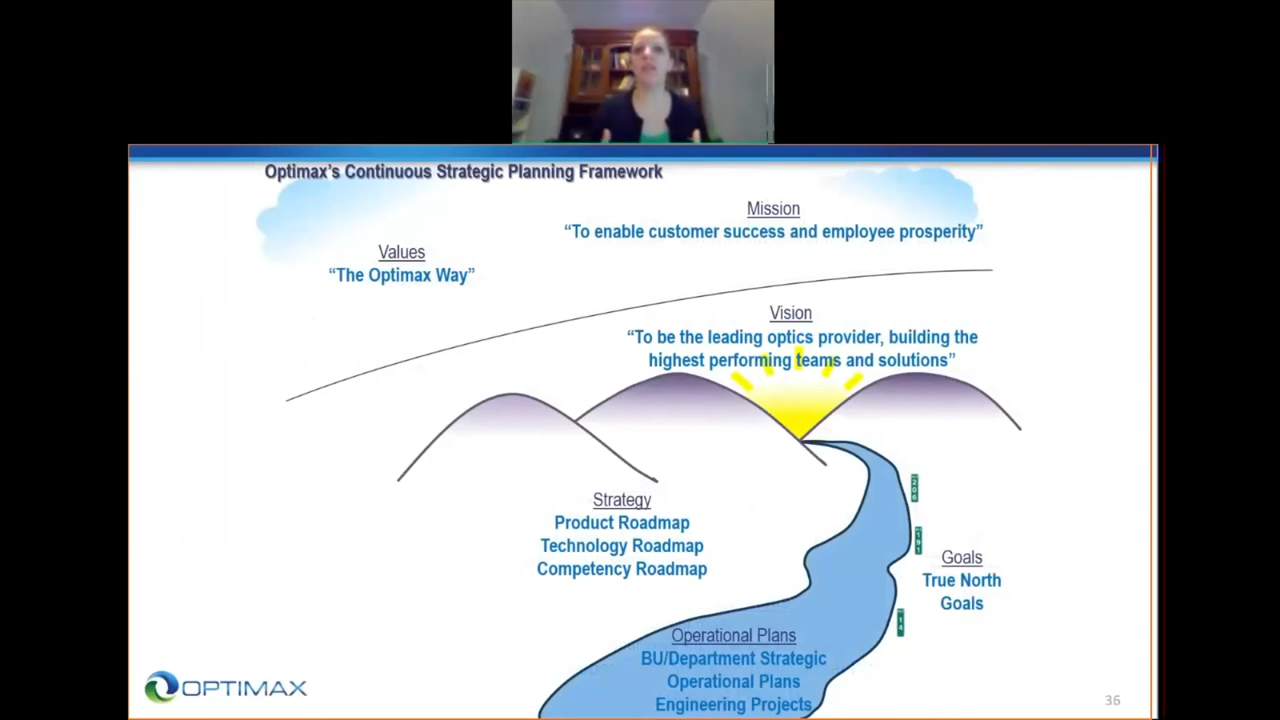 Optimax's Continuous Strategic Planning Framework
Mission
“To enable customer success and employee prosperity”
Values
“The Optimax Way”
Vision
“To be the leading optics provider, building the
highest performing teams and solutions”
Strategy
Product Roadmap
Technology Roadmap
Competency Roadmap
Goals
True North
Goals
Operational Plans
BU/Department Strategic
Operational Plans
Engineering Projects
OPTIMAX
36